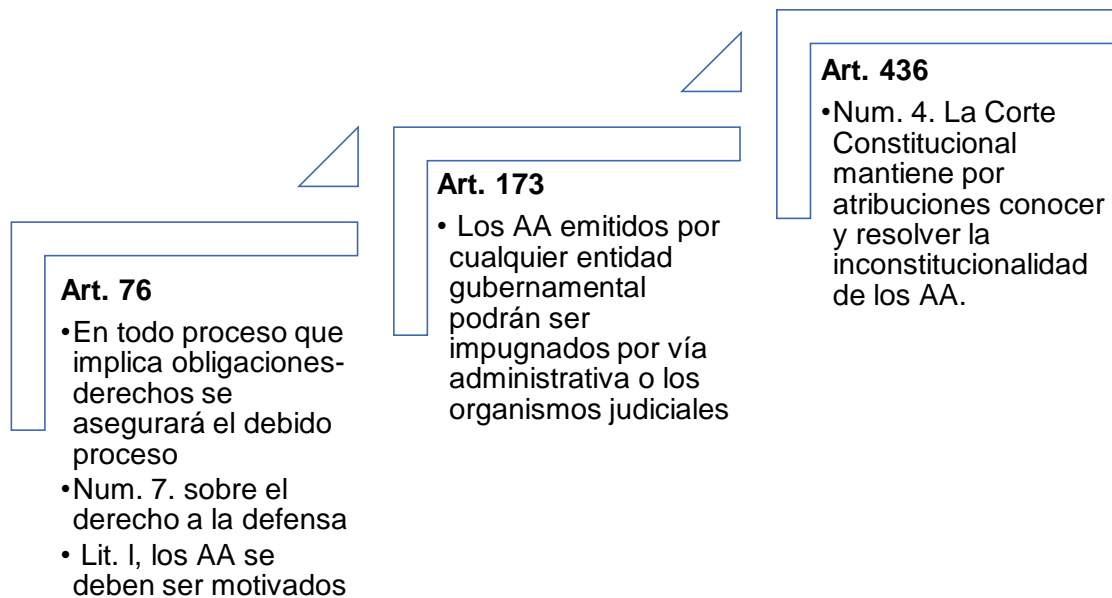 Art. 76
•En todo proceso que
implica obligaciones-
derechos se
asegurará el debido
proceso
•Num. 7. sobre el
derecho a la defensa
• Lit. l, los AA se
deben ser motivados
Art. 173
• Los AA emitidos por
cualquier entidad
gubernamental
podrán ser
impugnados por vía
administrativa o los
organismos judiciales
Art. 436
•Num. 4. La Corte
Constitucional
mantiene por
atribuciones conocer
y resolver la
inconstitucionalidad
de los AA.